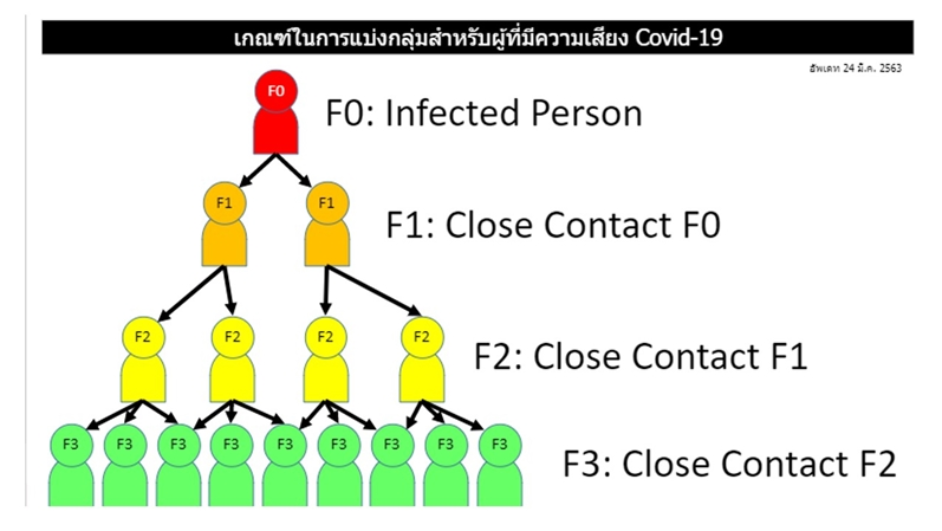 เกณฑ์ในการแบ่งกลุ่มสำหรับผู้ที่มีความเสี่ยง Covid-19
อัพเดท 24 มี.ค. 2563
F0
F0: Infected Person
F1 F1
F1: Close Contact F0
F2 F2 F2 F2
F2: Close Contact F1
F3 F3 F3 F3 F3 F3 F3 F3 F3
F3: Close Contact F2